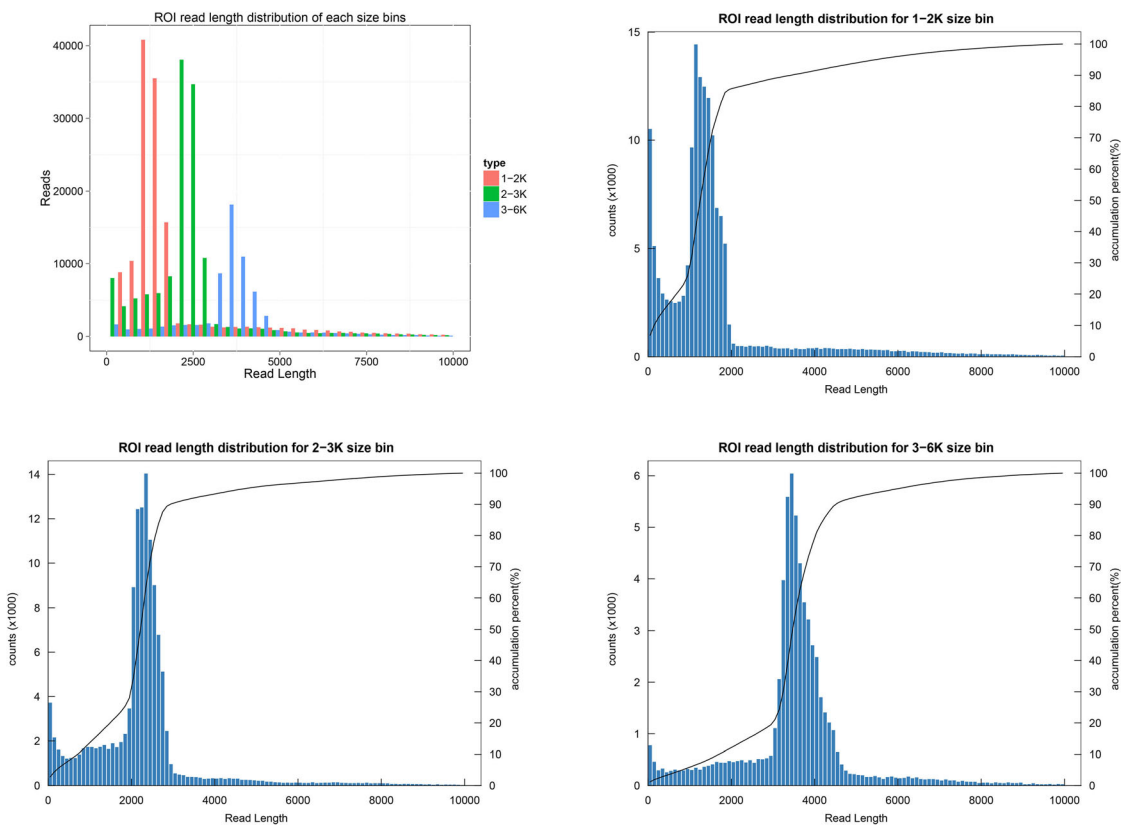 ROI read length distribution of each size bins
40000
30000
20000
10000
0
Reads
0 2500 5000 7500 10000
Read Length
type
1−2K
2−3K
3−6K
ROI read length distribution for 1−2K size bin
15
10
5
0
counts (x1000)
100
90
80
70
60
50
40
30
20
10
0
accumulation percent(%)
0 2000 4000 6000 8000 10000
Read Length
ROI read length distribution for 2−3K size bin
14
12
10
8
6
4
2
0
counts (x1000)
100
90
80
70
60
50
40
30
20
10
0
accumulation percent(%)
0 2000 4000 6000 8000 10000
Read Length
ROI read length distribution for 3−6K size bin
6
5
4
3
2
1
0
counts (x1000)
100
90
80
70
60
50
40
30
20
10
0
accumulation percent(%)
0 2000 4000 6000 8000 10000
Read Length